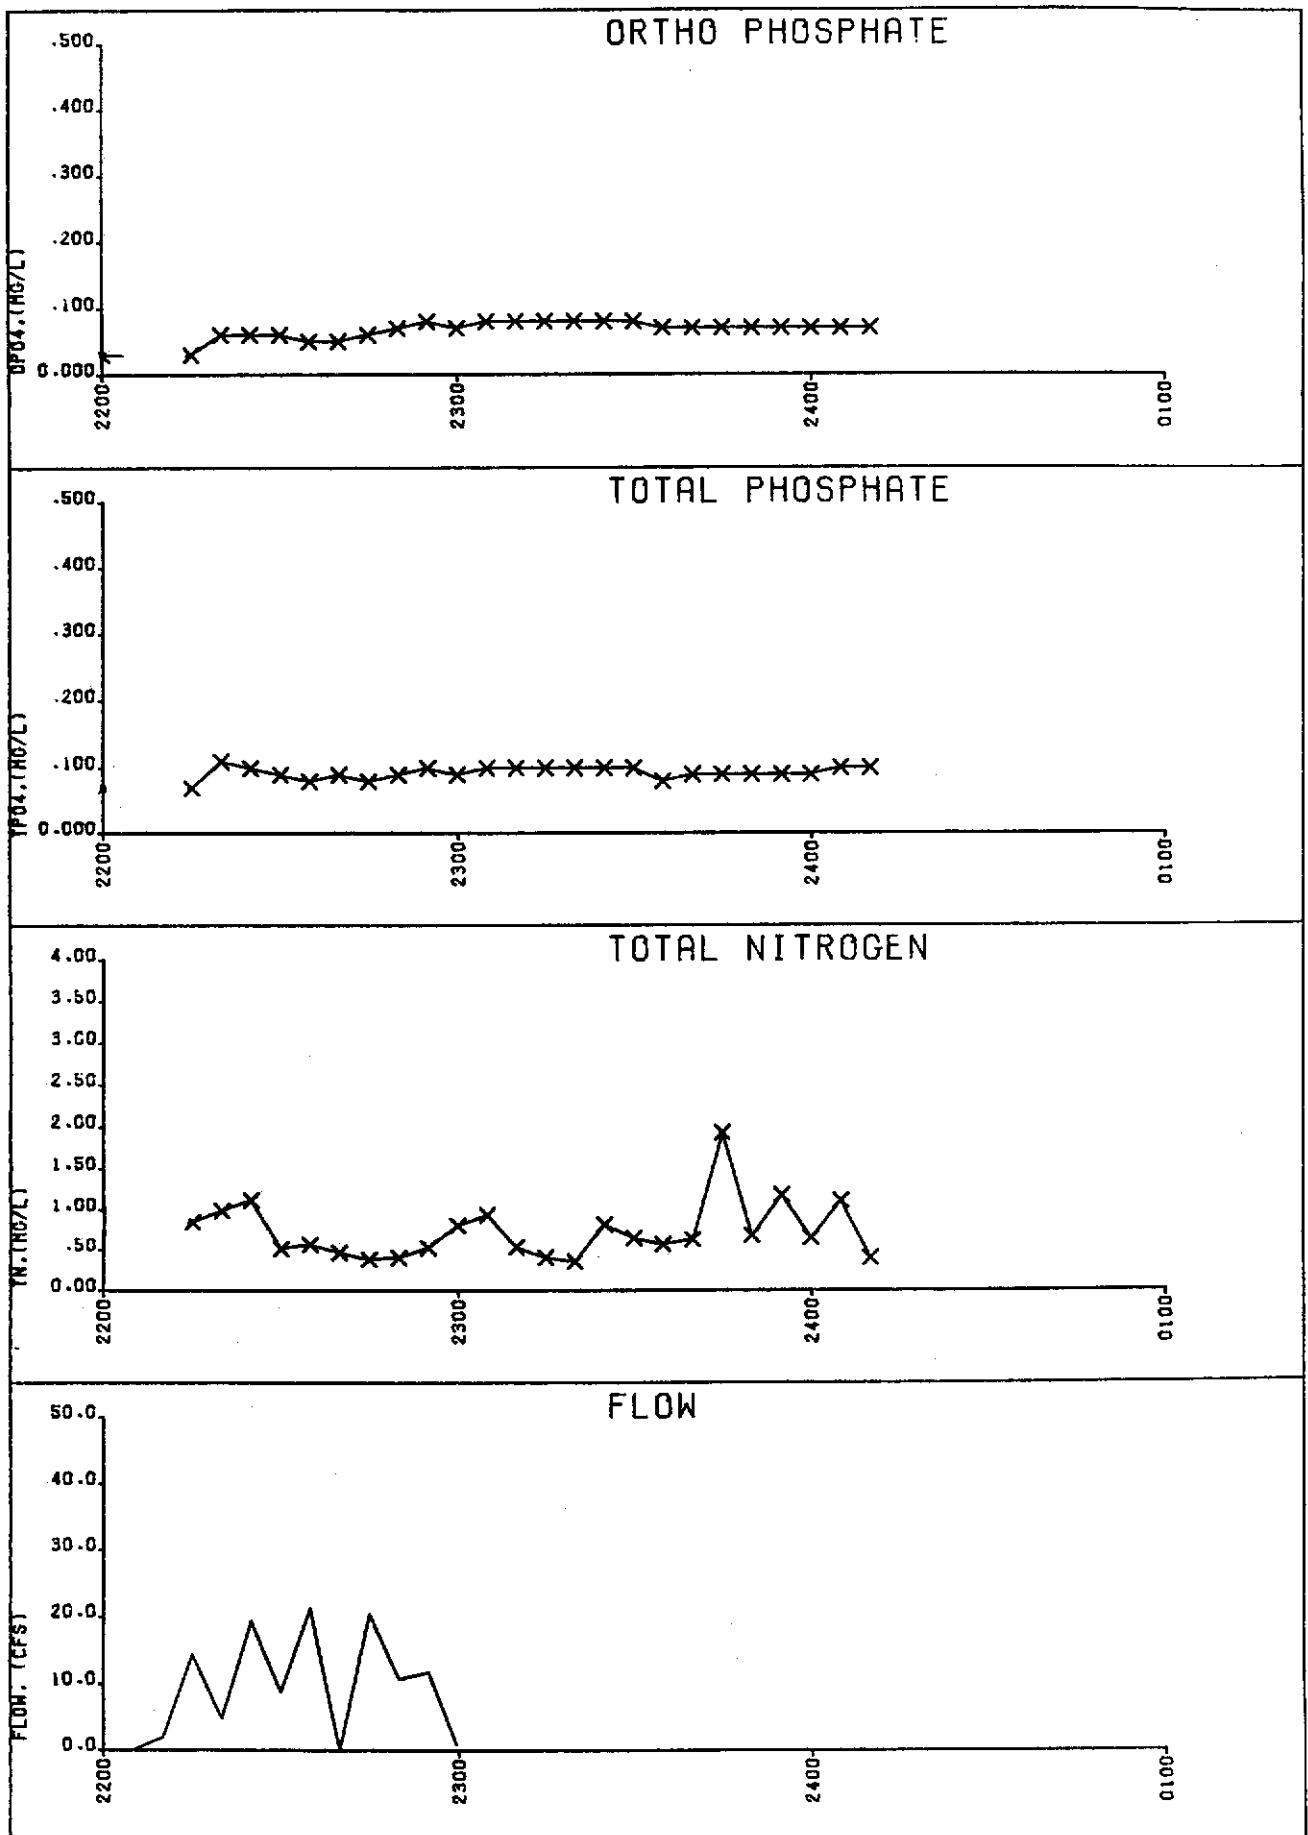 ORTHO PHOSPHATE
.500
.400
.300
.200
.100
0.000
OPO4.(MG/L)
2200 2300 2400 0100
TOTAL PHOSPHATE
.500
.400
.300
.200
.100
0.000
TPO4.(MG/L)
2200 2300 2400 0100
TOTAL NITROGEN
4.00
3.50
3.00
2.50
2.00
1.50
1.00
.50
0.00
TN.(MG/L)
2200 2300 2400 0100
FLOW
50.0
40.0
30.0
20.0
10.0
0.0
FLOW. (CFS)
2200 2300 2400 0100